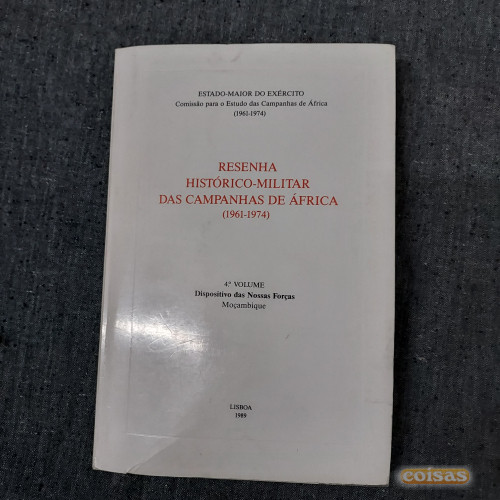 ESTADO-MAIOR DO EXÉRCITO
Comissão para o Estudo das Campanhas de África
(1961-1974)
RESENHA
HISTÓRICO-MILITAR
DAS CAMPANHAS DE ÁFRICA
(1961-1974)
4.º VOLUME
Dispositivo das Nossas Forças
Moçambique
LISBOA
1989
coisas